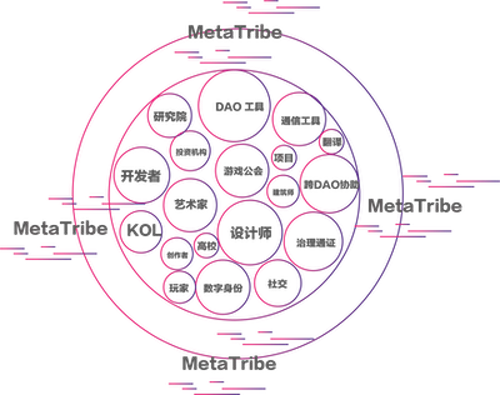 MetaTribe
DAO 工具
研究院
通信工具
翻译
投资机构
项目
游戏公会
开发者
跨DAO协助
建筑师
艺术家
MetaTribe
MetaTribe
KOL
设计师
高校
治理通证
创作者
玩家
数字身份
社交
MetaTribe